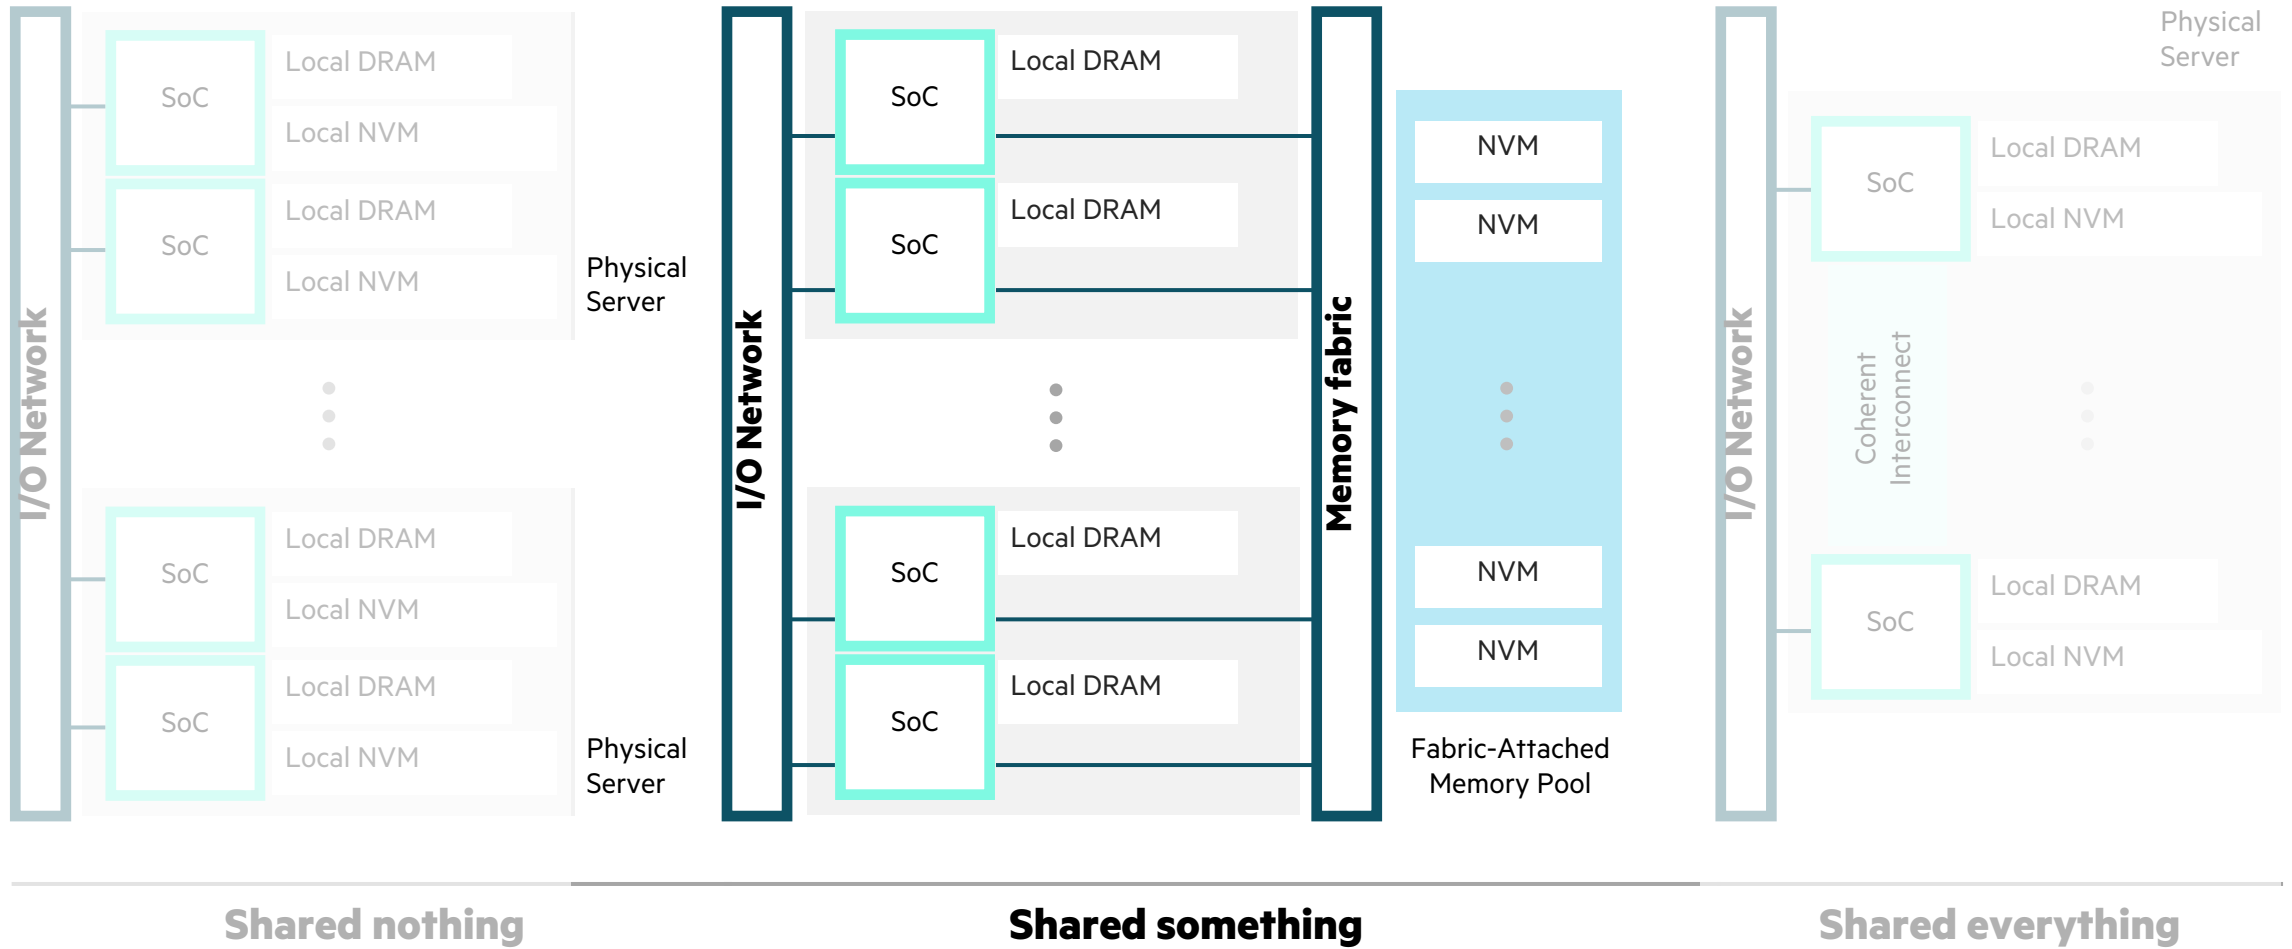 I/O Network
SoC
Local DRAM
Local NVM
SoC
Local DRAM
Local NVM
SoC
Local DRAM
Local NVM
SoC
Local DRAM
Local NVM
Shared nothing
Physical
Server
Physical
Server
I/O Network
SoC
Local DRAM
SoC
Local DRAM
SoC
Local DRAM
SoC
Local DRAM
Memory fabric
NVM
NVM
NVM
NVM
Fabric-Attached
Memory Pool
Shared something
I/O Network
Physical
Server
SoC
Local DRAM
Local NVM
Coherent
Interconnect
SoC
Local DRAM
Local NVM
Shared everything